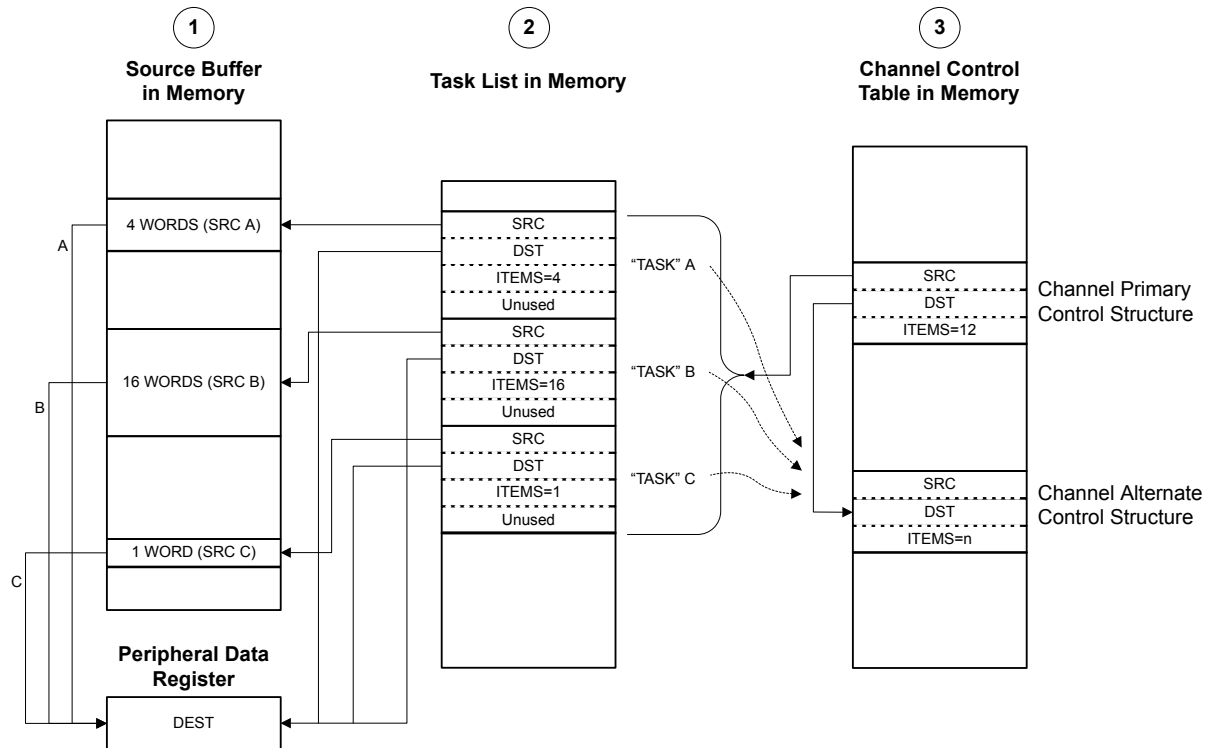 1
Source Buffer
in Memory
4 WORDS (SRC A)
16 WORDS (SRC B)
1 WORD (SRC C)
A
B
C
Peripheral Data
Register
DEST
2
Task List in Memory
SRC
DST
ITEMS=4
Unused
SRC
DST
ITEMS=16
Unused
SRC
DST
ITEMS=1
Unused
“TASK” A
“TASK” B
“TASK” C
3
Channel Control
Table in Memory
SRC
DST
ITEMS=12
Channel Primary
Control Structure
SRC
DST
ITEMS=n
Channel Alternate
Control Structure